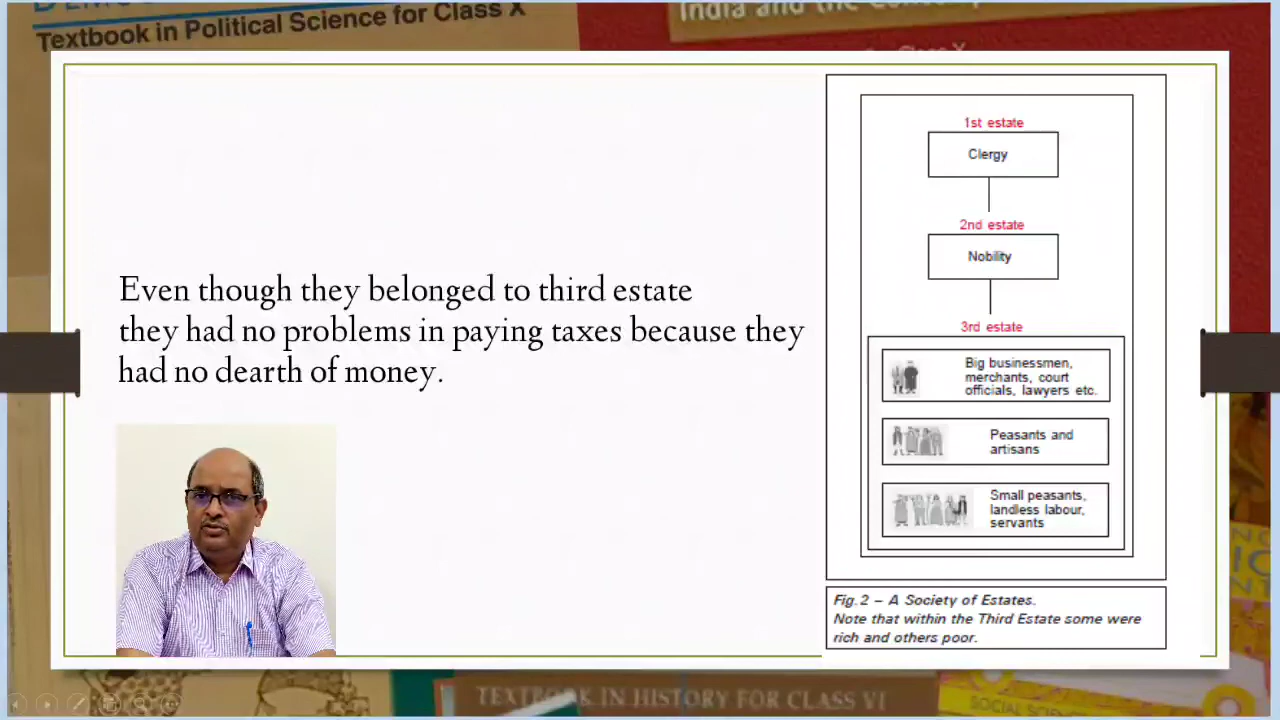 Textbook in Political Science for Class X
India and the
Even though they belonged to third estate
they had no problems in paying taxes because they
had no dearth of money.
1st estate
Clergy
2nd estate
Nobility
3rd estate
Big businessmen,
merchants, court
officials, lawyers etc.
Peasants and
artisans
Small peasants,
landless labour,
servants
Fig. 2 – A Society of Estates.
Note that within the Third Estate some were
rich and others poor.
TEXTBOOK IN HISTORY FOR CLASS VI